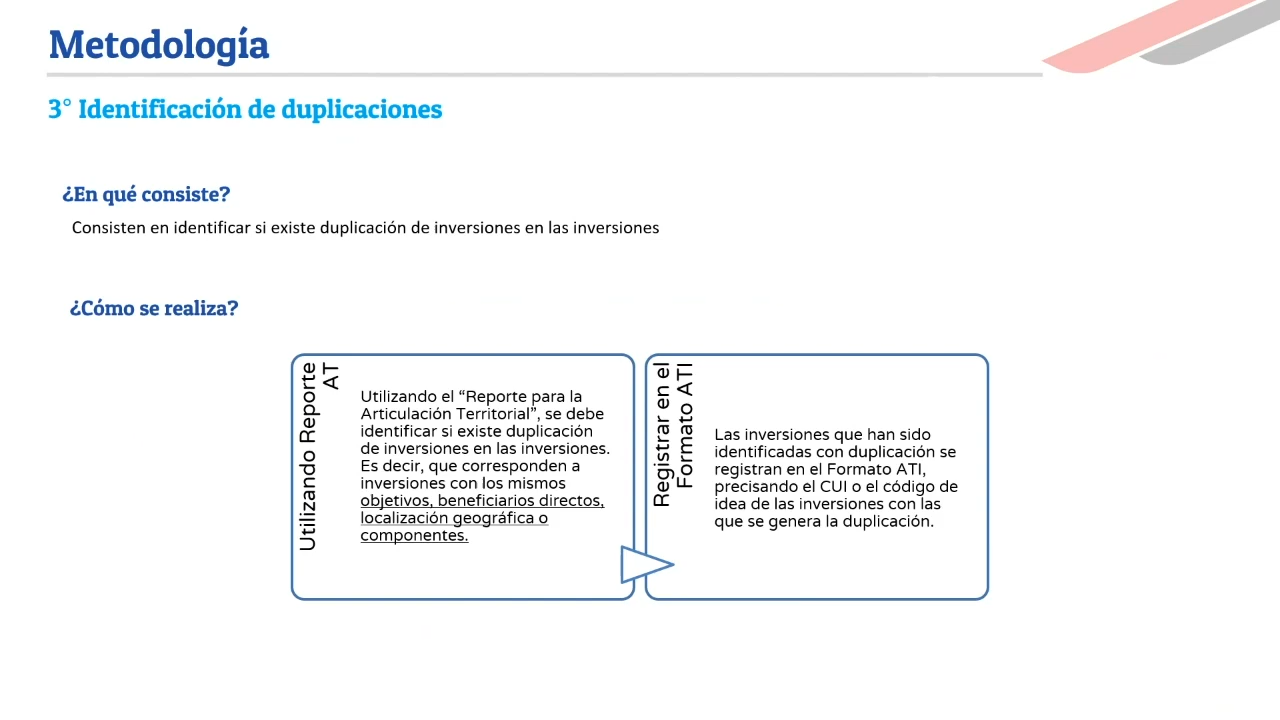 Metodología
3° Identificación de duplicaciones
¿En qué consiste?
Consisten en identificar si existe duplicación de inversiones en las inversiones
¿Cómo se realiza?
Utilizando Reporte
AT
Utilizando el “Reporte para la
Articulación Territorial”, se debe
identificar si existe duplicación
de inversiones en las inversiones.
Es decir, que corresponden a
inversiones con los mismos
objetivos, beneficiarios directos,
localización geográfica o
componentes.
Registrar en el
Formato ATI
Las inversiones que han sido
identificadas con duplicación se
registran en el Formato ATI,
precisando el CUI o el código de
idea de las inversiones con las
que se genera la duplicación.